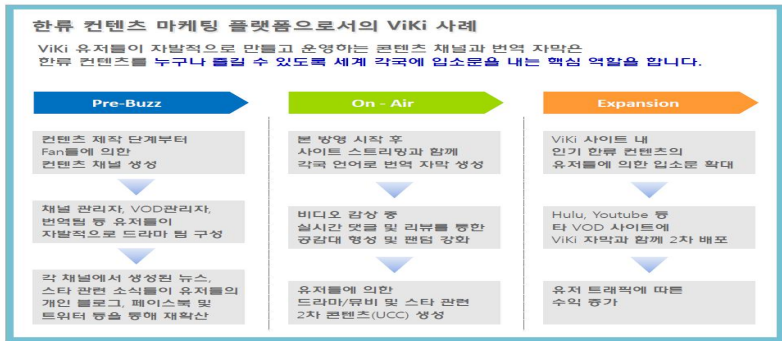 한류 컨텐츠 마케팅 플랫폼으로서의 ViKi 사례
ViKi 유저들이 자발적으로 만들고 운영하는 콘텐츠 채널과 번역 자막은
한류 컨텐츠를 누구나 즐길 수 있도록 세계 각국에 입소문을 내는 핵심 역할을 합니다.
Pre-Buzz
컨텐츠 제작 단계부터
Fan들에 의한
컨텐츠 채널 생성
채널 관리자, VOD관리자,
번역팀 등 유저들이
자발적으로 드라마 팀 구성
각 채널에서 생성된 뉴스,
스타 관련 소식들이 유저들의
개인 블로그, 페이스북 및
트위터 등을 통해 재확산
On - Air
본 방영 시작 후
사이트 스트리밍과 함께
각국 언어로 번역 자막 생성
비디오 감상 중
실시간 댓글 및 리뷰를 통한
공감대 형성 및 팬덤 강화
유저들에 의한
드라마/뮤비 및 스타 관련
2차 콘텐츠(UCC) 생성
Expansion
ViKi 사이트 내
인기 한류 컨텐츠의
유저들에 의한 입소문 확대
Hulu, Youtube 등
타 VOD 사이트에
ViKi 자막과 함께 2차 배포
유저 트래픽에 따른
수익 증가